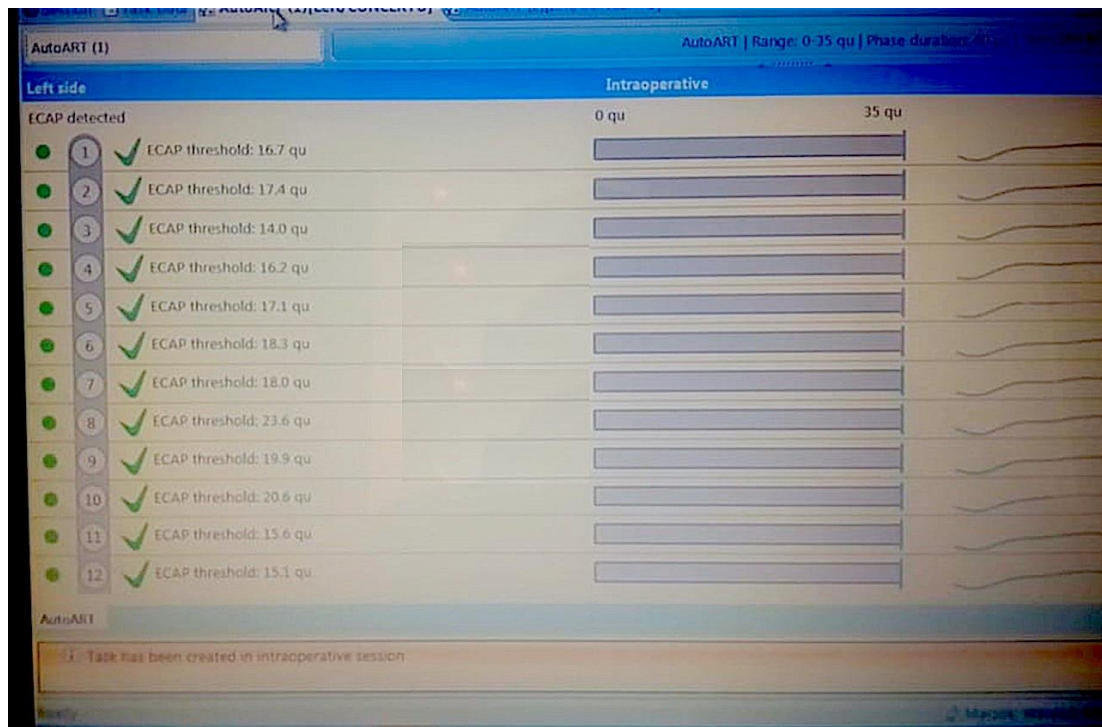 AutoART (1)
AutoART | Range: 0-35 qu | Phase duration:
Left side Intraoperative
ECAP detected 0 qu 35 qu
1 ECAP threshold: 16.7 qu
2 ECAP threshold: 17.4 qu
3 ECAP threshold: 14.0 qu
4 ECAP threshold: 16.2 qu
5 ECAP threshold: 17.1 qu
6 ECAP threshold: 18.3 qu
7 ECAP threshold: 18.0 qu
8 ECAP threshold: 23.6 qu
9 ECAP threshold: 19.9 qu
10 ECAP threshold: 20.6 qu
11 ECAP threshold: 15.6 qu
12 ECAP threshold: 15.1 qu
AutoART
Task has been created in intraoperative session